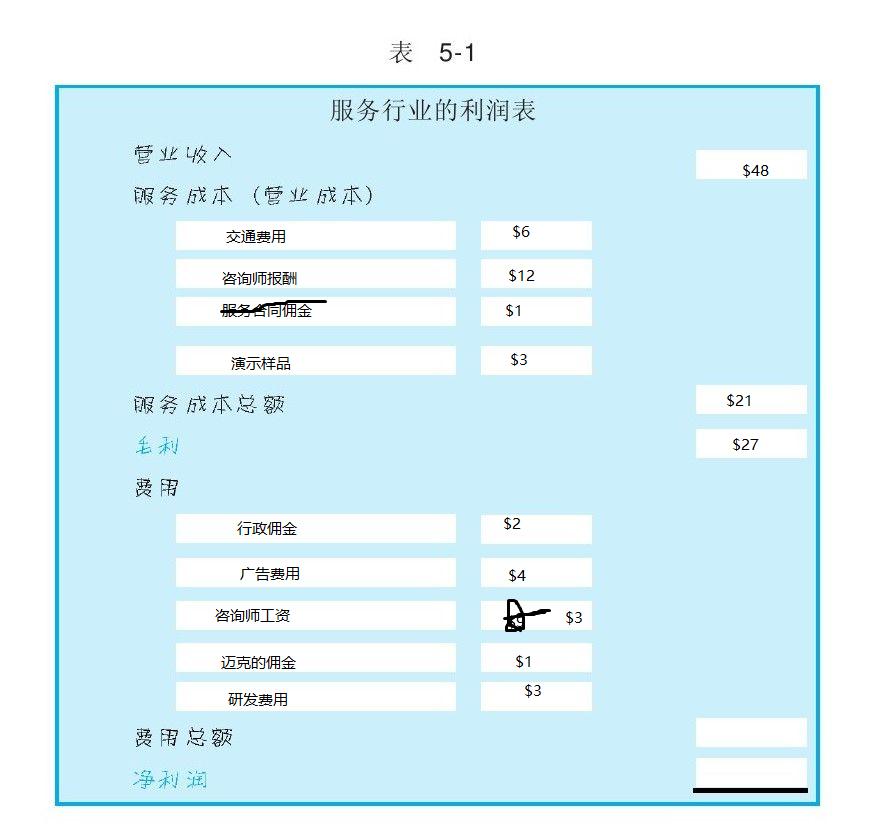 表 5-1
服务行业的利润表
营业收入 $48
服务成本（营业成本）
交通费用 $6
咨询师报酬 $12
服务合同佣金 $1
演示样品 $3
服务成本总额 $21
毛利 $27
费用
行政佣金 $2
广告费用 $4
咨询师工资 $3
迈克的佣金 $1
研发费用 $3
费用总额
净利润